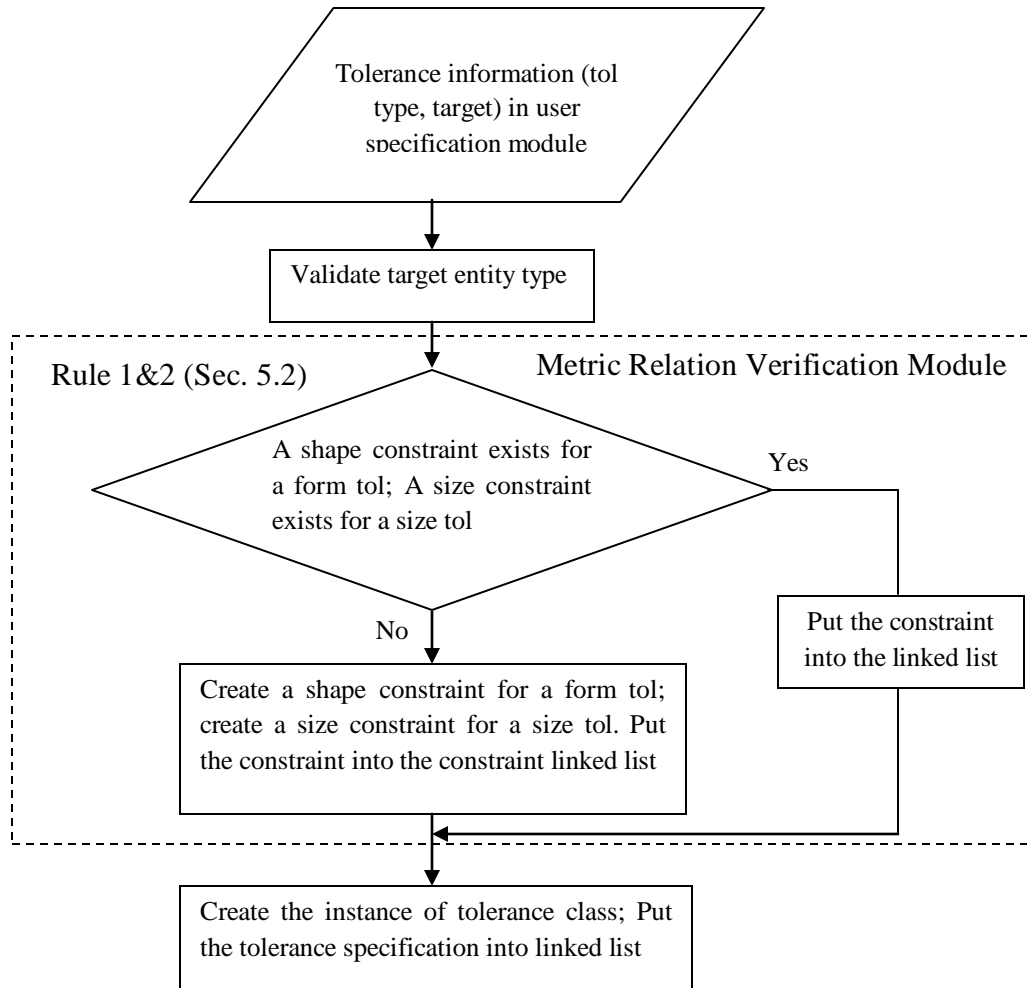 Tolerance information (tol
type, target) in user
specification module
Validate target entity type
Rule 1&2 (Sec. 5.2)
Metric Relation Verification Module
A shape constraint exists for
a form tol; A size constraint
exists for a size tol
Yes
No
Put the constraint
into the linked list
Create a shape constraint for a form tol;
create a size constraint for a size tol. Put
the constraint into the constraint linked list
Create the instance of tolerance class; Put
the tolerance specification into linked list